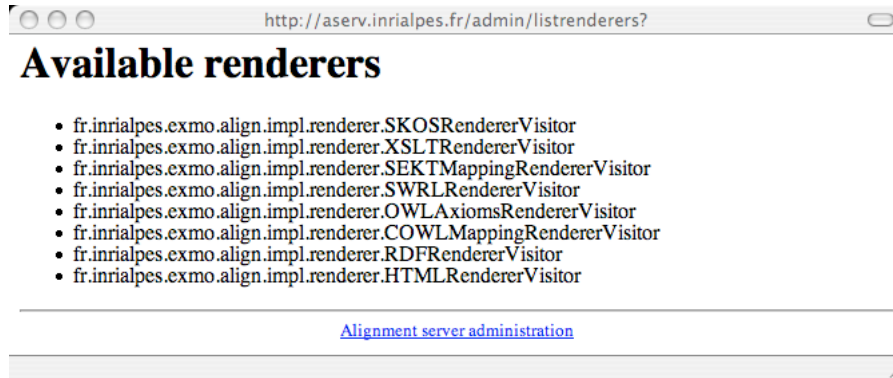 http://aserv.inrialpes.fr/admin/listrenderers?
Available renderers
• fr.inrialpes.exmo.align.impl.renderer.SKOSRendererVisitor
• fr.inrialpes.exmo.align.impl.renderer.XSLTRendererVisitor
• fr.inrialpes.exmo.align.impl.renderer.SEKTMappingRendererVisitor
• fr.inrialpes.exmo.align.impl.renderer.SWRLRendererVisitor
• fr.inrialpes.exmo.align.impl.renderer.OWLAxiomsRendererVisitor
• fr.inrialpes.exmo.align.impl.renderer.COWLMappingRendererVisitor
• fr.inrialpes.exmo.align.impl.renderer.RDFRendererVisitor
• fr.inrialpes.exmo.align.impl.renderer.HTMLRendererVisitor
Alignment server administration